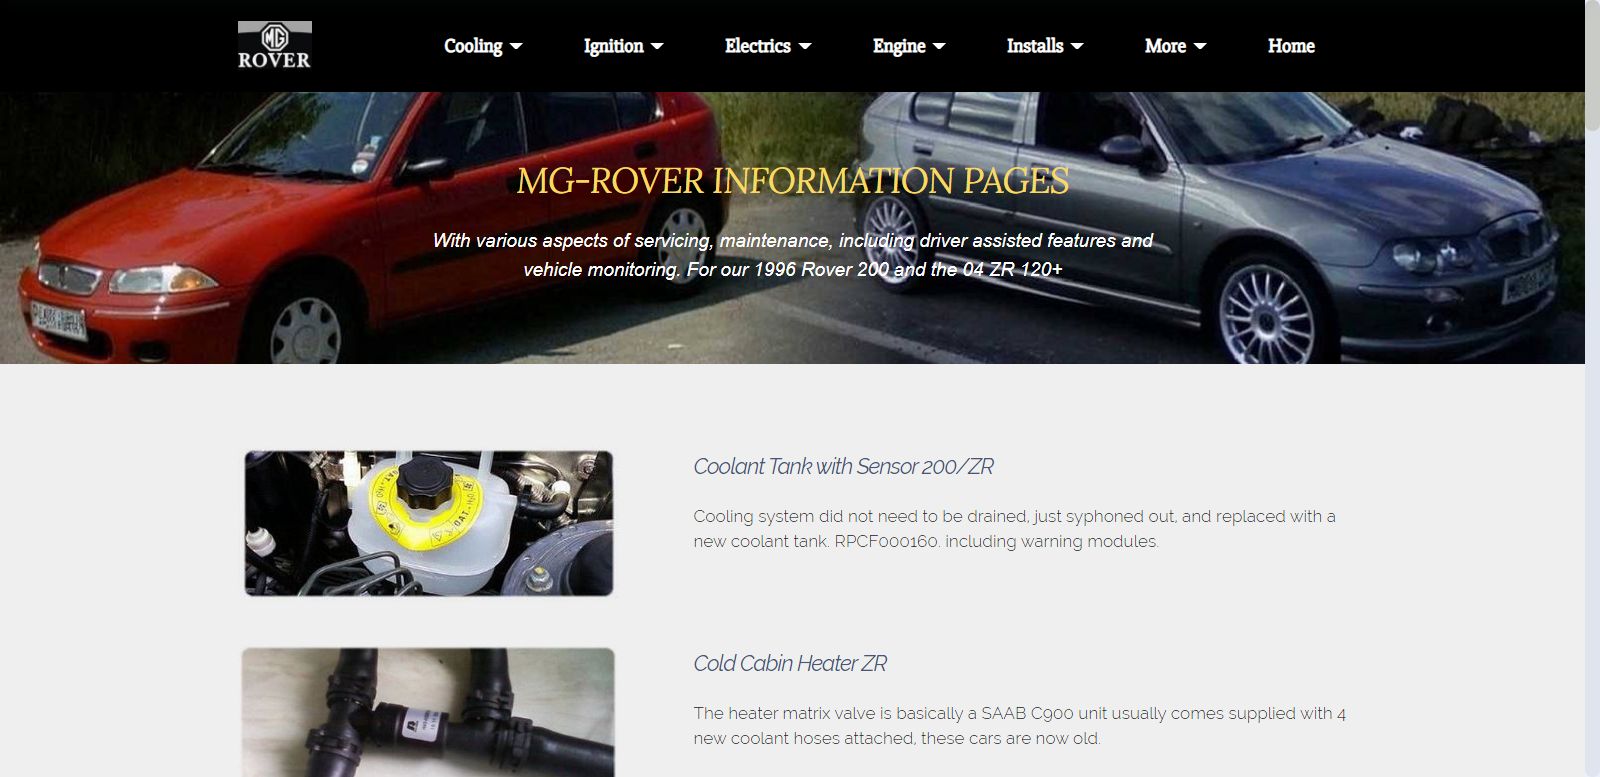 MG
ROVER
Cooling
Ignition
Electrics
Engine
Installs
More
Home
MG-ROVER INFORMATION PAGES
With various aspects of servicing, maintenance, including driver assisted features and
vehicle monitoring. For our 1996 Rover 200 and the 04 ZR 120+
OAT
H2O
OAT
H2O
Coolant Tank with Sensor 200/ZR
Cooling system did not need to be drained, just syphoned out, and replaced with a
new coolant tank. RPCF000160. including warning modules.
Cold Cabin Heater ZR
The heater matrix valve is basically a SAAB C900 unit usually comes supplied with 4
new coolant hoses attached, these cars are now old.